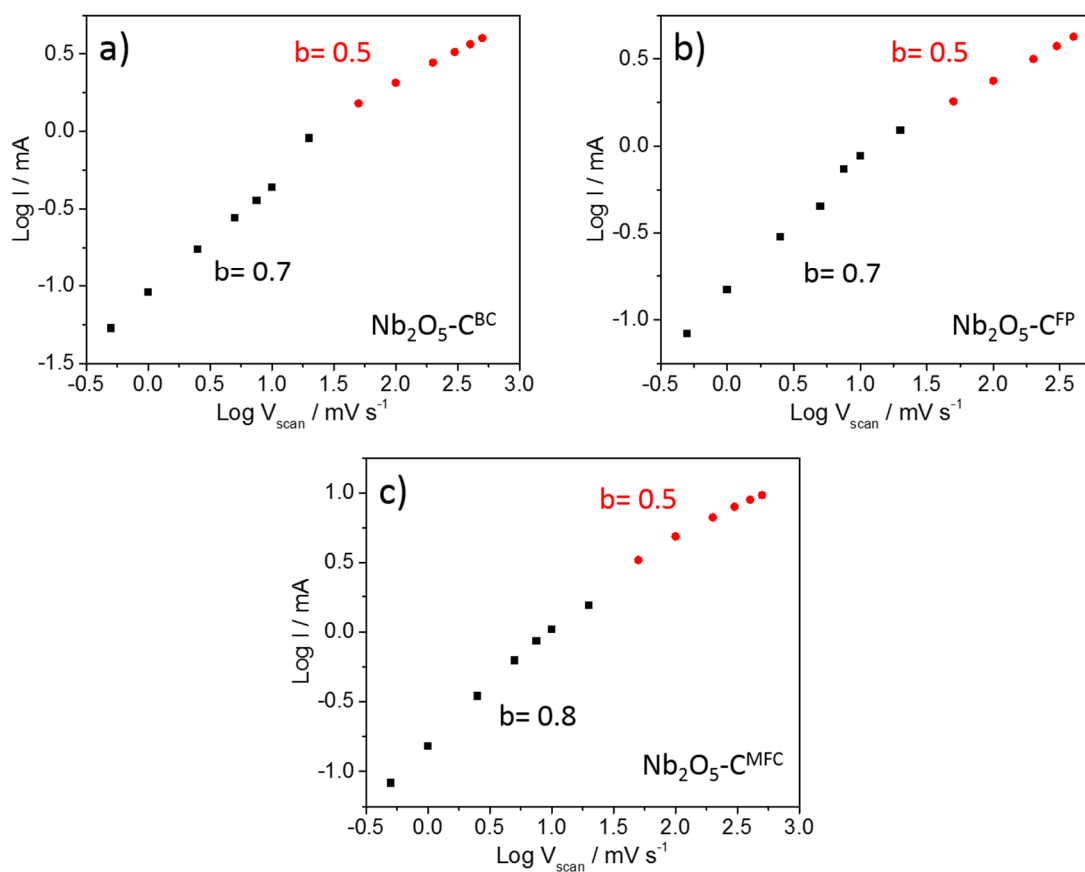 a)
b= 0.5
0.5
0.0
-0.5
-1.0
-1.5
Log I / mA
b= 0.7
Nb₂O₅-Cᴮᶜ
-0.5 0.0 0.5 1.0 1.5 2.0 2.5 3.0
Log Vscan / mV s⁻¹
b)
b= 0.5
0.5
0.0
-0.5
-1.0
Log I / mA
b= 0.7
Nb₂O₅-C^FP
-0.5 0.0 0.5 1.0 1.5 2.0 2.5
Log Vscan / mV s⁻¹
c)
b= 0.5
1.0
0.5
0.0
-0.5
-1.0
Log I / mA
b= 0.8
Nb₂O₅-C^MFC
-0.5 0.0 0.5 1.0 1.5 2.0 2.5 3.0
Log Vscan / mV s⁻¹